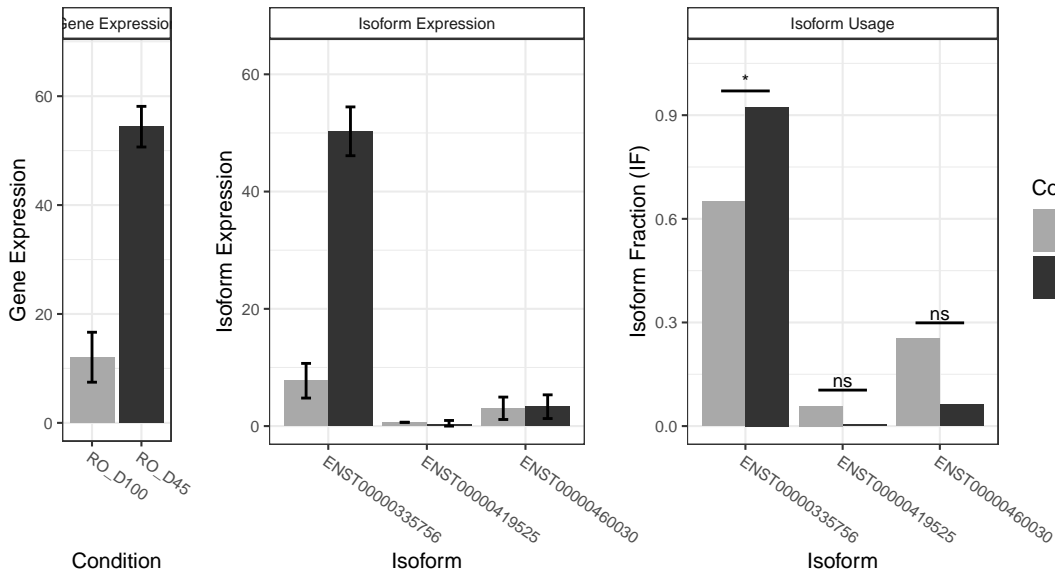 Gene Expression
Isoform Expression
Isoform Usage
Gene Expression
60
40
20
0
RO_D100
RO_D45
Condition
Isoform Expression
60
40
20
0
ENST00000335756
ENST00000419525
ENST00000460030
Isoform
Isoform Fraction (IF)
0.9
0.6
0.3
0.0
*
ns
ns
ENST00000335756
ENST00000419525
ENST00000460030
Isoform
Co